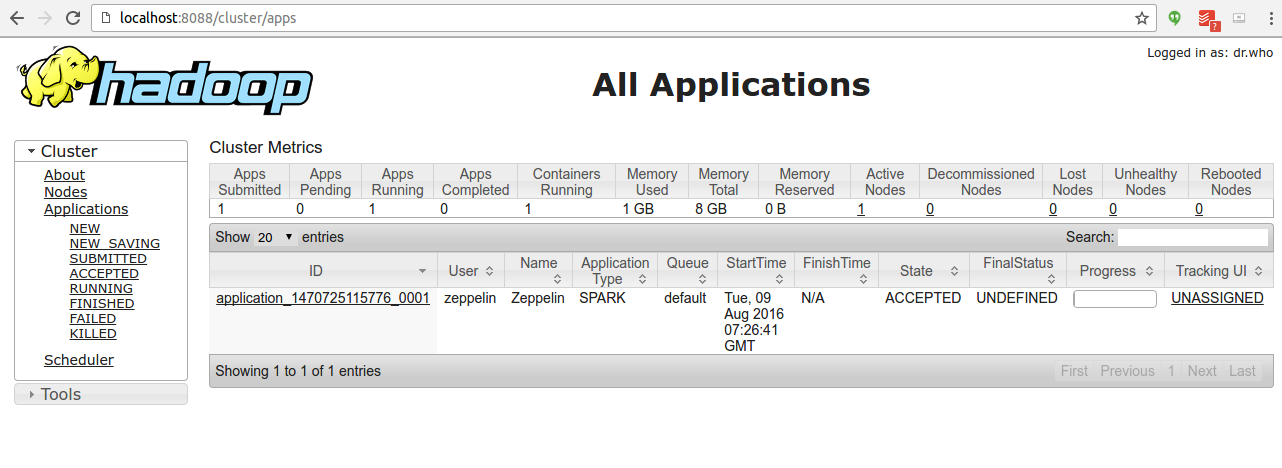 localhost:8088/cluster/apps
?
Logged in as: dr.who
hadoop
All Applications
Cluster
About
Nodes
Applications
NEW
NEW_SAVING
SUBMITTED
ACCEPTED
RUNNING
FINISHED
FAILED
KILLED
Scheduler
Tools
Cluster Metrics
Apps Submitted Apps Pending Apps Running Apps Completed Containers Running Memory Used Memory Total Memory Reserved Active Nodes Decommissioned Nodes Lost Nodes Unhealthy Nodes Rebooted Nodes
1 0 1 0 1 1 GB 8 GB 0 B 1 0 0 0 0
Show 20 entries Search:
ID User Name Application Type Queue StartTime FinishTime State FinalStatus Progress Tracking UI
application_1470725115776_0001 zeppelin Zeppelin SPARK default Tue, 09 N/A ACCEPTED UNDEFINED UNASSIGNED
Aug 2016
07:26:41
GMT
Showing 1 to 1 of 1 entries First Previous 1 Next Last